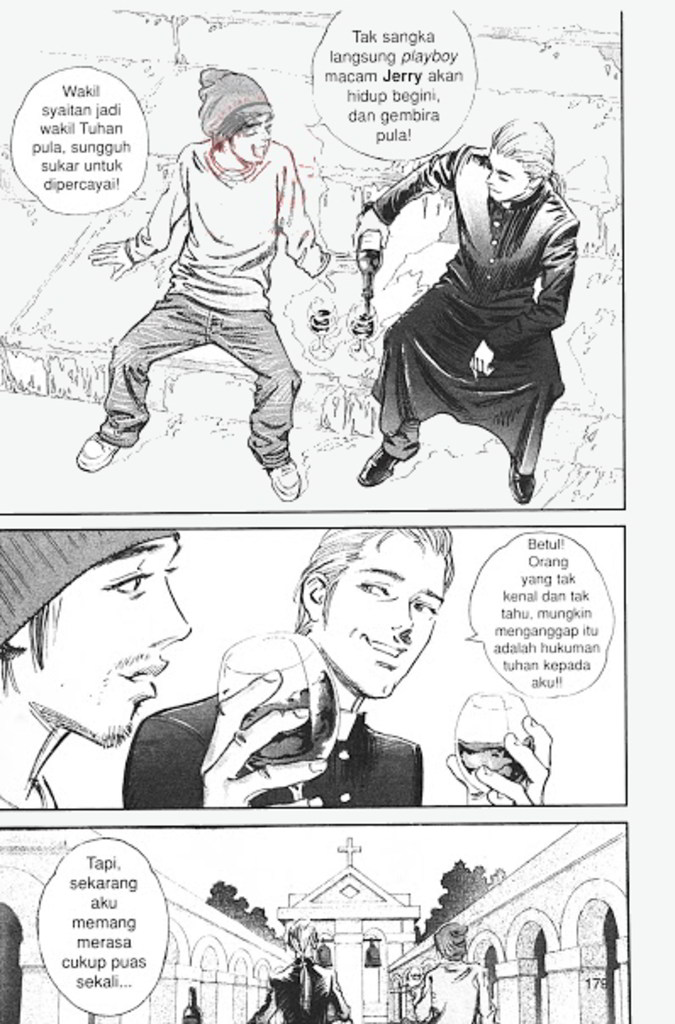 Tak sangka
langsung playboy
macam Jerry akan
hidup begini,
dan gembira
pula!
Wakil
syaitan jadi
wakil Tuhan
pula, sungguh
sukar untuk
dipercayai!
Betul!
Orang
yang tak
kenal dan tak
tahu, mungkin
menganggap itu
adalah hukuman
tuhan kepada
aku!!
Tapi,
sekarang
aku
memang
merasa
cukup puas
sekali...
179